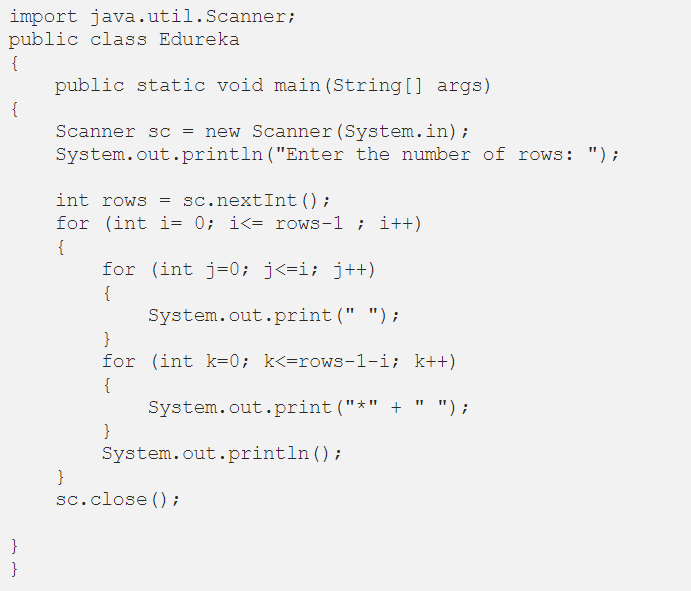 import java.util.Scanner;
public class Edureka
{
    public static void main(String[] args)
{
    Scanner sc = new Scanner(System.in);
    System.out.println("Enter the number of rows: ");

    int rows = sc.nextInt();
    for (int i= 0; i<= rows-1 ; i++)
    {
        for (int j=0; j<=i; j++)
        {
            System.out.print(" ");
        }
        for (int k=0; k<=rows-1-i; k++)
        {
            System.out.print("*" + " ");
        }
        System.out.println();
    }
    sc.close();

}
}